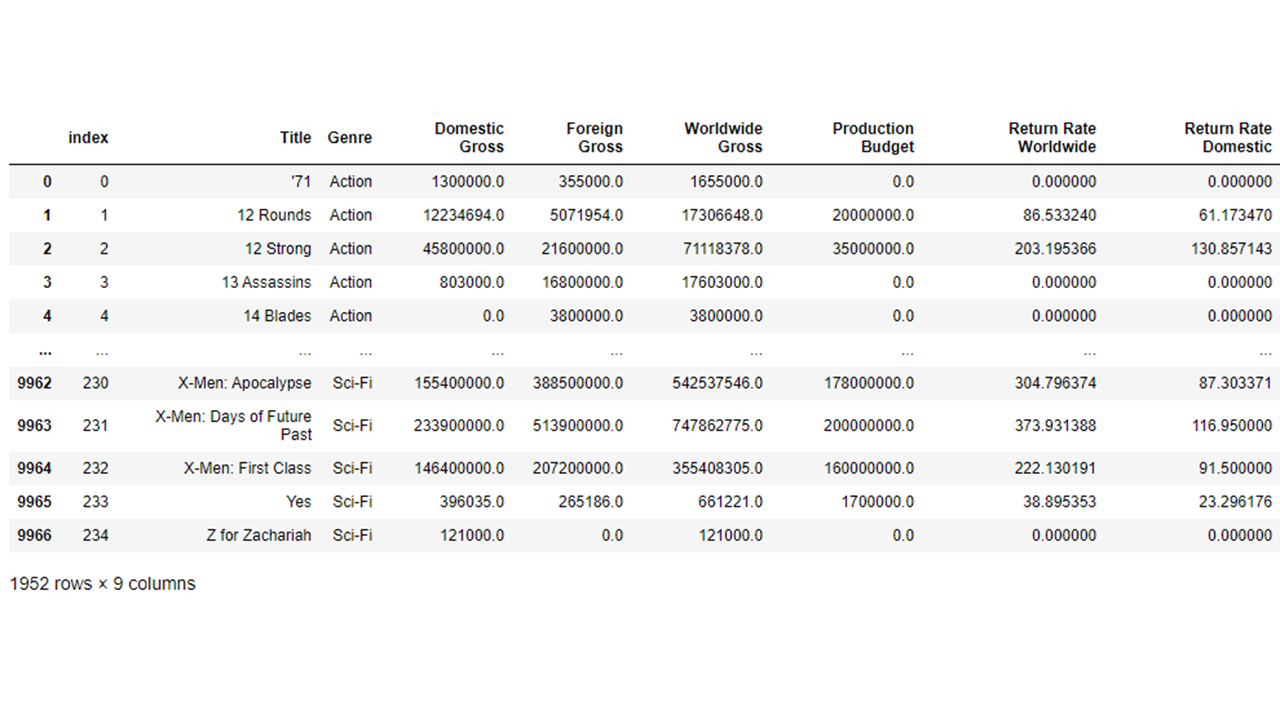 index Title Genre Domestic Gross Foreign Gross Worldwide Gross Production Budget Return Rate Worldwide Return Rate Domestic
0 0 '71 Action 1300000.0 355000.0 1655000.0 0.0 0.000000 0.000000
1 1 12 Rounds Action 12234694.0 5071954.0 17306648.0 20000000.0 86.533240 61.173470
2 2 12 Strong Action 45800000.0 21600000.0 71118378.0 35000000.0 203.195366 130.857143
3 3 13 Assassins Action 803000.0 16800000.0 17603000.0 0.0 0.000000 0.000000
4 4 14 Blades Action 0.0 3800000.0 3800000.0 0.0 0.000000 0.000000
... ... ... ... ... ... ... ... ... ...
9962 230 X-Men: Apocalypse Sci-Fi 155400000.0 388500000.0 542537546.0 178000000.0 304.796374 87.303371
9963 231 X-Men: Days of Future Past Sci-Fi 233900000.0 513900000.0 747862775.0 200000000.0 373.931388 116.950000
9964 232 X-Men: First Class Sci-Fi 146400000.0 207200000.0 355408305.0 160000000.0 222.130191 91.500000
9965 233 Yes Sci-Fi 396035.0 265186.0 661221.0 1700000.0 38.895353 23.296176
9966 234 Z for Zachariah Sci-Fi 121000.0 0.0 121000.0 0.0 0.000000 0.000000
1952 rows × 9 columns